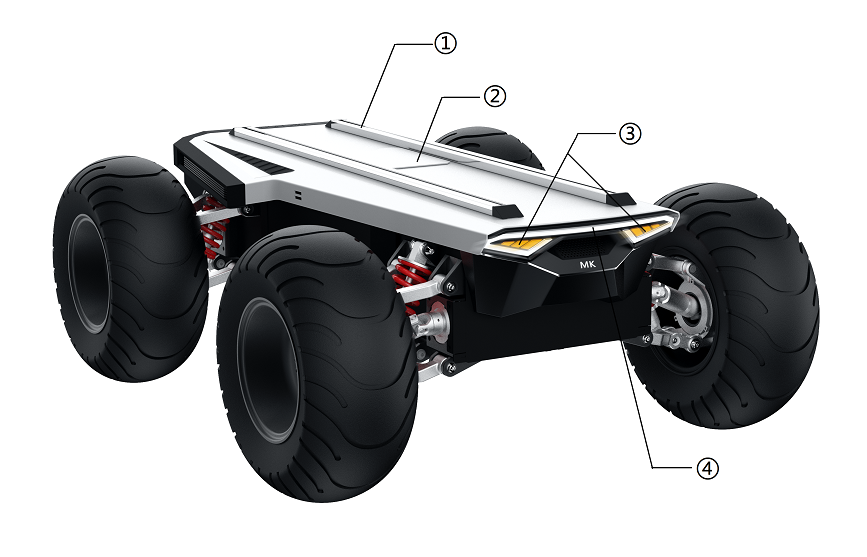 ①
②
③
MK
④